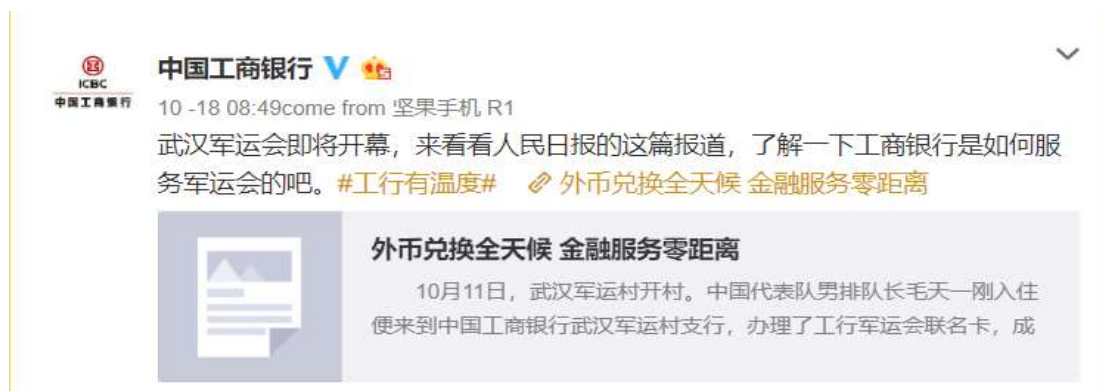 ICBC
中国工商银行
中国工商银行
10 -18 08:49come from 坚果手机 R1
武汉军运会即将开幕，来看看人民日报的这篇报道，了解一下工商银行是如何服
务军运会的吧。#工行有温度# 外币兑换全天候 金融服务零距离
外币兑换全天候 金融服务零距离
10月11日，武汉军运村开村。中国代表队男排队长毛天一刚入住
便来到中国工商银行武汉军运村支行，办理了工行军运会联名卡，成